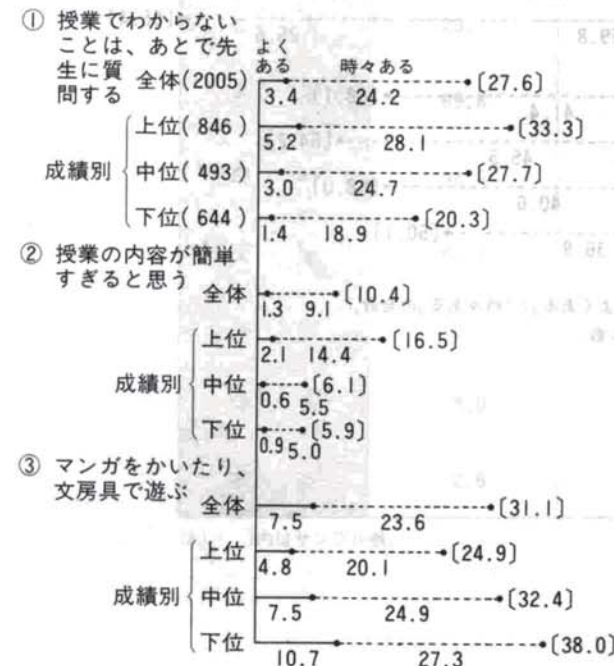 ① 授業でわからない
ことは、あとで先
生に質
問する
よく
ある
時々ある
全体(2005)
3.4 24.2 〔27.6〕
成績別
上位( 846 )
5.2 28.1 〔33.3〕
中位( 493)
3.0 24.7 〔27.7〕
下位( 644 )
1.4 18.9 〔20.3〕
② 授業の内容が簡単
すぎると思う
全体
1.3 9.1 〔10.4〕
成績別
上位
2.1 14.4 〔16.5〕
中位
0.6 5.5 〔6.1〕
下位
0.9 5.0 〔5.9〕
③ マンガをかいたり、
文房具で遊ぶ
全体
7.5 23.6 〔31.1〕
成績別
上位
4.8 20.1 〔24.9〕
中位
7.5 24.9 〔32.4〕
下位
10.7 27.3 〔38.0〕